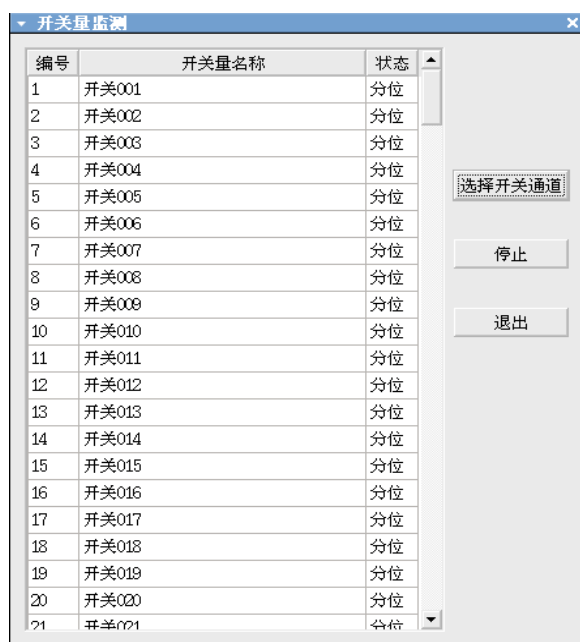 开关量监测
编号 开关量名称 状态
1 开关001 分位
2 开关002 分位
3 开关003 分位
4 开关004 分位
5 开关005 分位
6 开关006 分位
7 开关007 分位
8 开关008 分位
9 开关009 分位
10 开关010 分位
11 开关011 分位
12 开关012 分位
13 开关013 分位
14 开关014 分位
15 开关015 分位
16 开关016 分位
17 开关017 分位
18 开关018 分位
19 开关019 分位
20 开关020 分位
21 开关021 分位
选择开关通道
停止
退出